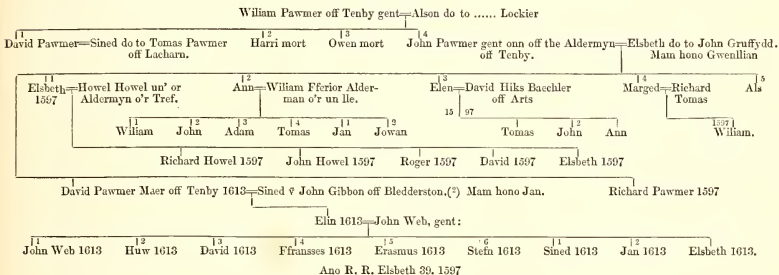 Wiliam Pawmer off Tenby gent=Alson do to ...... Lockier
1 2 3 4
David Pawmer=Sined do to Tomas Pawmer off Lacharn. Harri mort Owen mort John Pawmer gent onn off the Aldermyn=Elsbeth do to John Gruffydd.
off Tenby. Mam hono Gwenllian
1 2 3 4 5
Elsbeth=Howel Howel un' or Ann=Wiliam Fferior Alder- Elen=David Hiks Baechler Marged=Richard Als
1597 Aldermyn o'r Tref. man o'r un lle. off Arts Tomas
15 97
1 2 3 4 1 2 1 2 1597
Wiliam John Adam Tomas Jan Jowan Tomas John Ann Wiliam.
Richard Howel 1597 John Howel 1597 Roger 1597 David 1597 Elsbeth 1597
David Pawmer Maer off Tenby 1613=Sined John Gibbon off Bledderston.(2) Mam hono Jan. Richard Pawmer 1597
Elin 1613=John Web, gent:
1 2 3 4 5 6 1 2
John Web 1613 Huw 1613 David 1613 Ffransses 1613 Erasmus 1613 Stefn 1613 Sined 1613 Jan 1613 Elsbeth 1613.
Ano R. R. Elsbeth 39. 1597